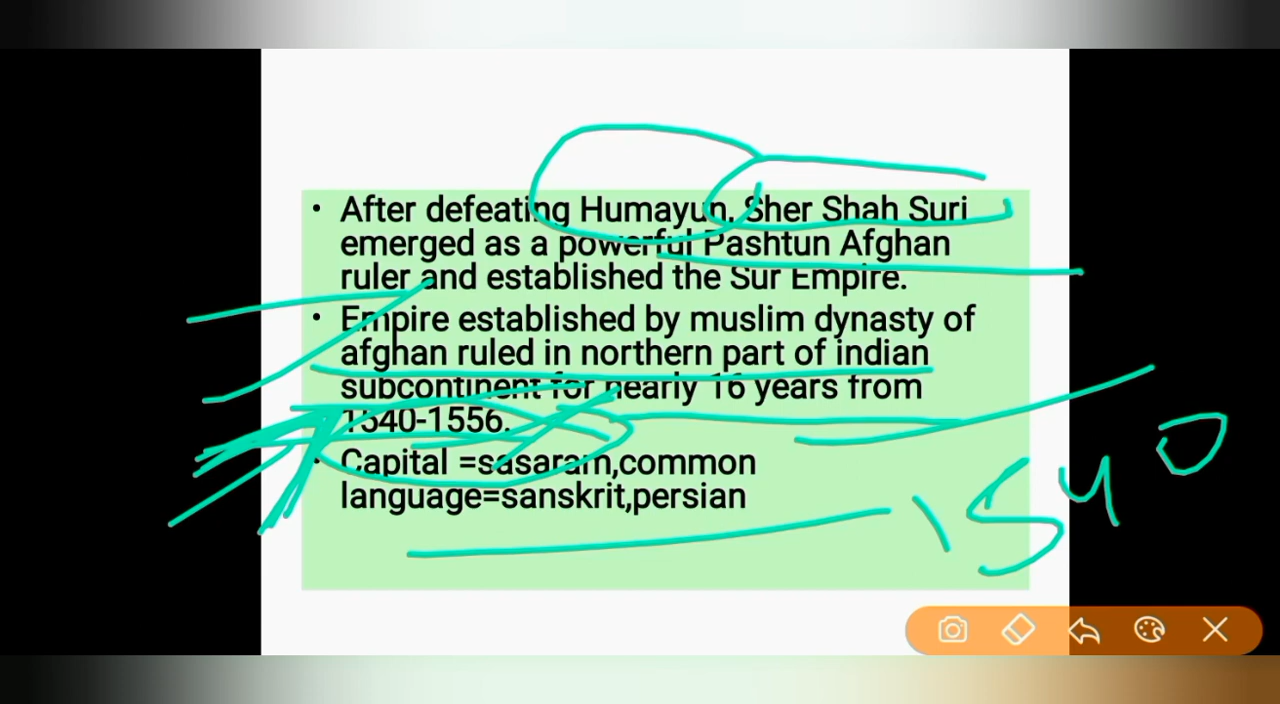 • After defeating Humayun, Sher Shah Suri
emerged as a powerful Pashtun Afghan
ruler and established the Sur Empire.
• Empire established by muslim dynasty of
afghan ruled in northern part of indian
subcontinent for nearly 16 years from
1540-1556.
• Capital =sasaram,common
language=sanskrit,persian
1540